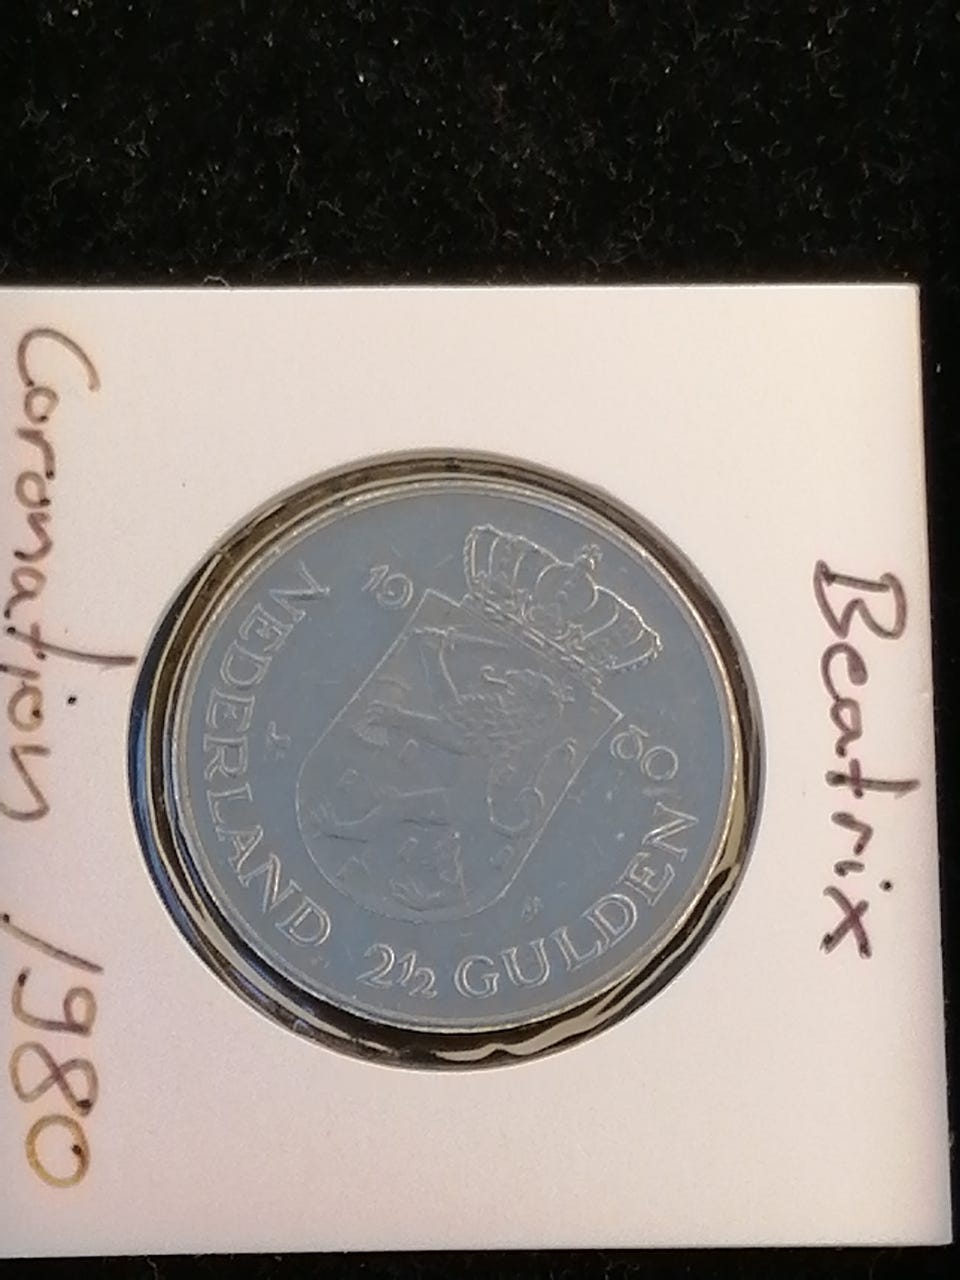 Beatrix
19 80
NEDERLAND 2½ GULDEN
Coronation 1980